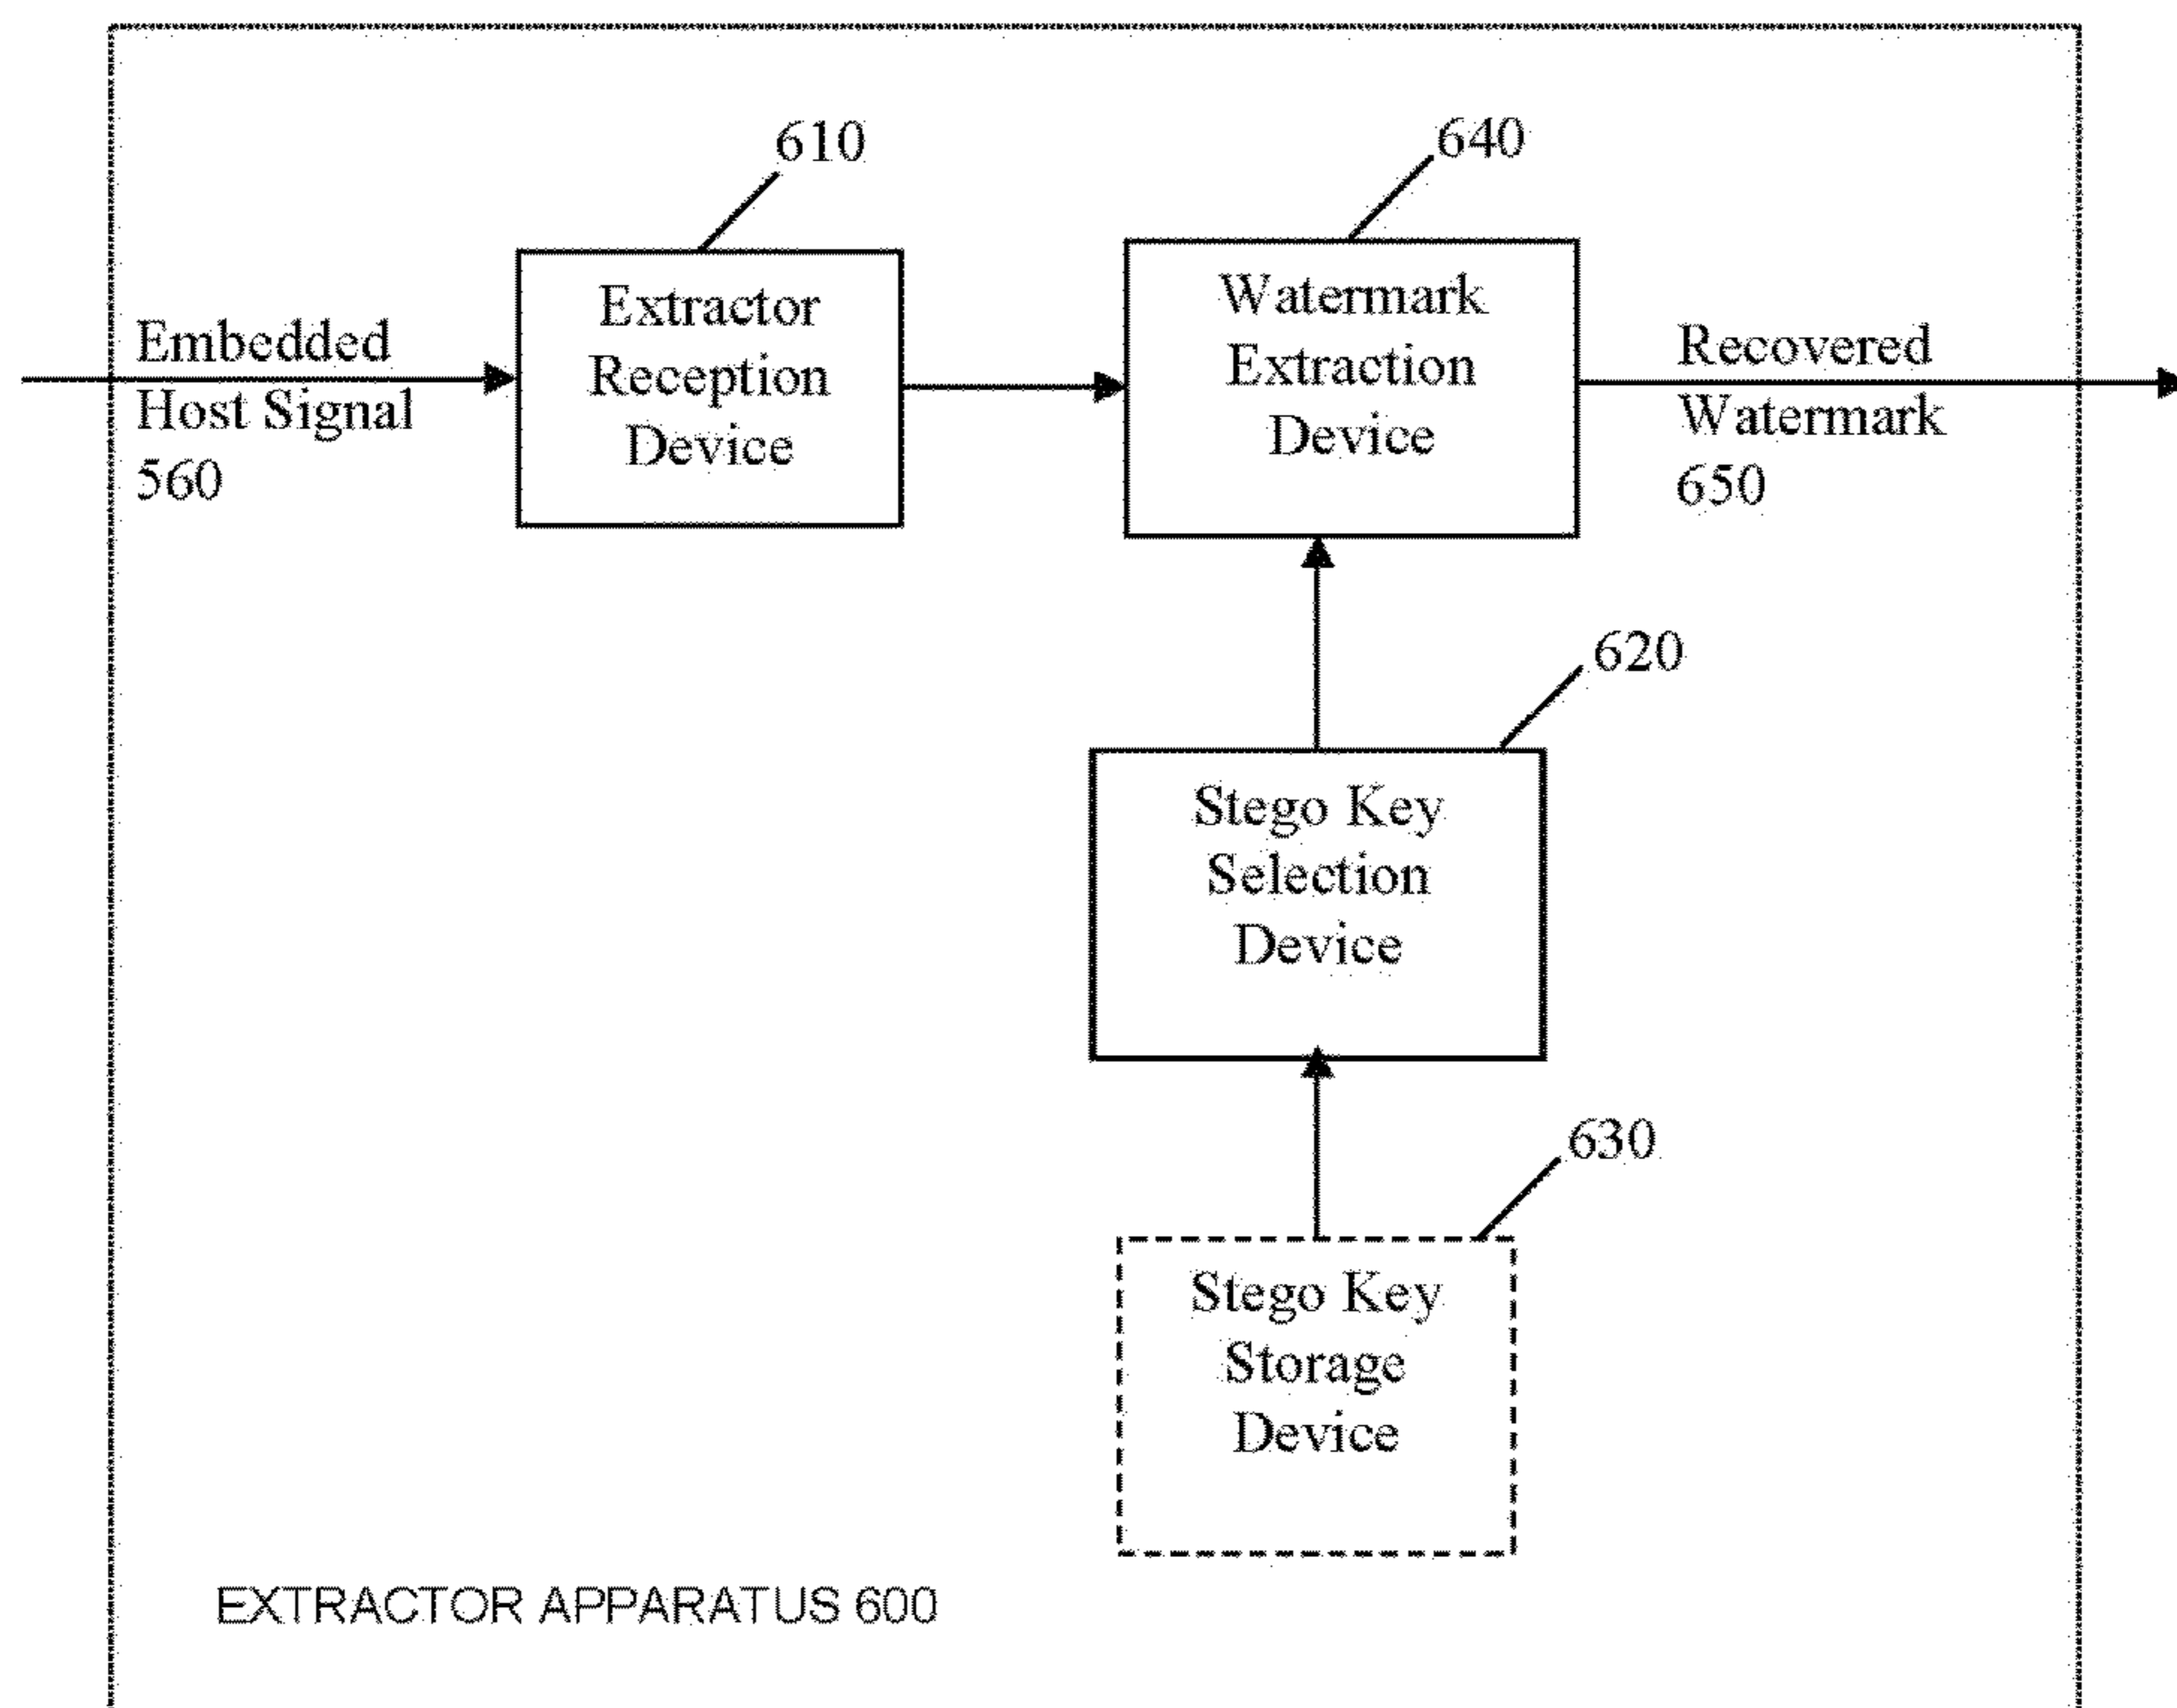 610
640
Embedded
Host Signal
560
Extractor
Reception
Device
Watermark
Extraction
Device
Recovered
Watermark
650
620
Stego Key
Selection
Device
630
Stego Key
Storage
Device
EXTRACTOR APPARATUS 600